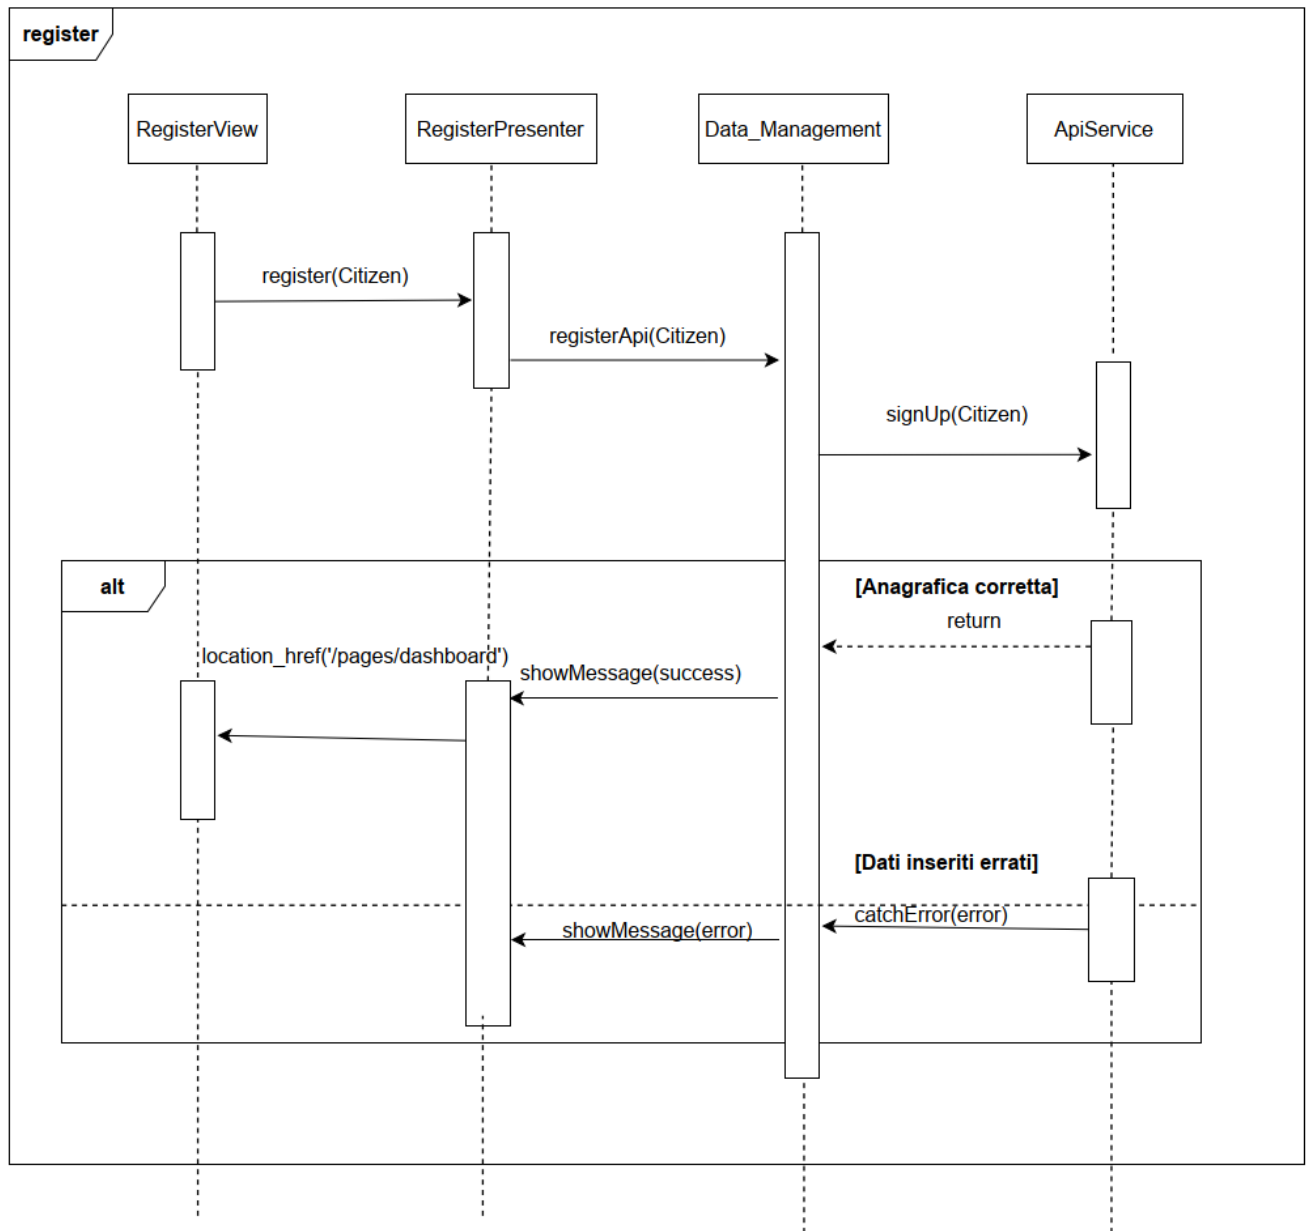 register
RegisterView
RegisterPresenter
Data_Management
ApiService
register(Citizen)
registerApi(Citizen)
signUp(Citizen)
alt
[Anagrafica corretta]
return
location_href('/pages/dashboard')
showMessage(success)
[Dati inseriti errati]
catchError(error)
showMessage(error)